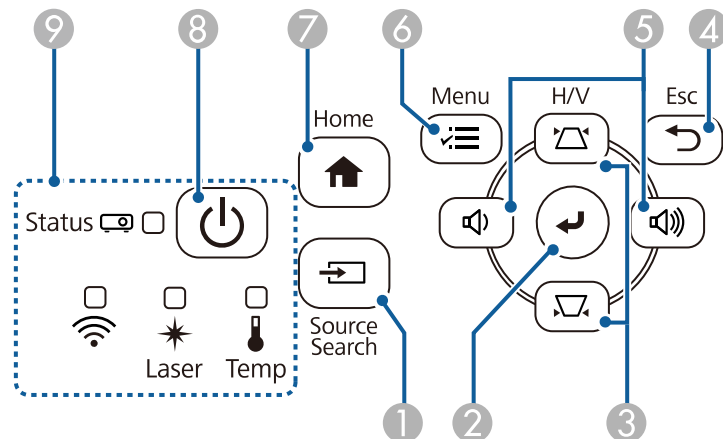 9 8 7 6 5 4
Menu H/V Esc
Home
Status
Source
Search
Laser Temp
1 2 3